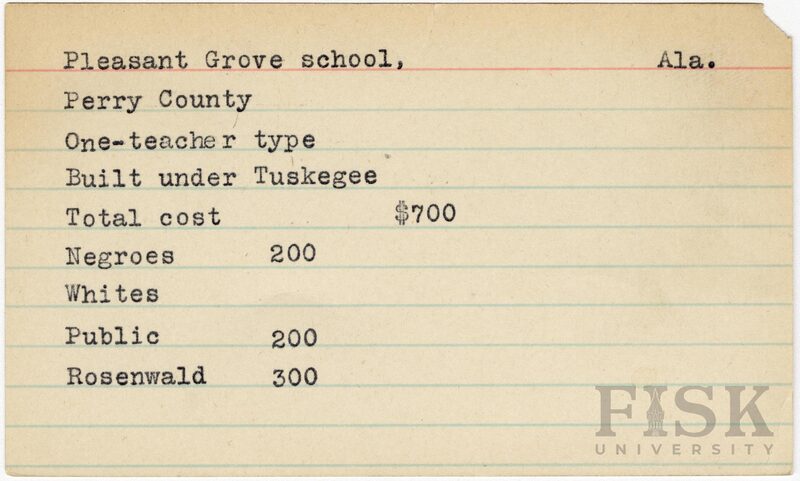 Pleasant Grove school, Ala.
Perry County
One-teacher type
Built under Tuskegee
Total cost $700
Negroes 200
Whites
Public 200
Rosenwald 300
FISK
UNIVERSITY